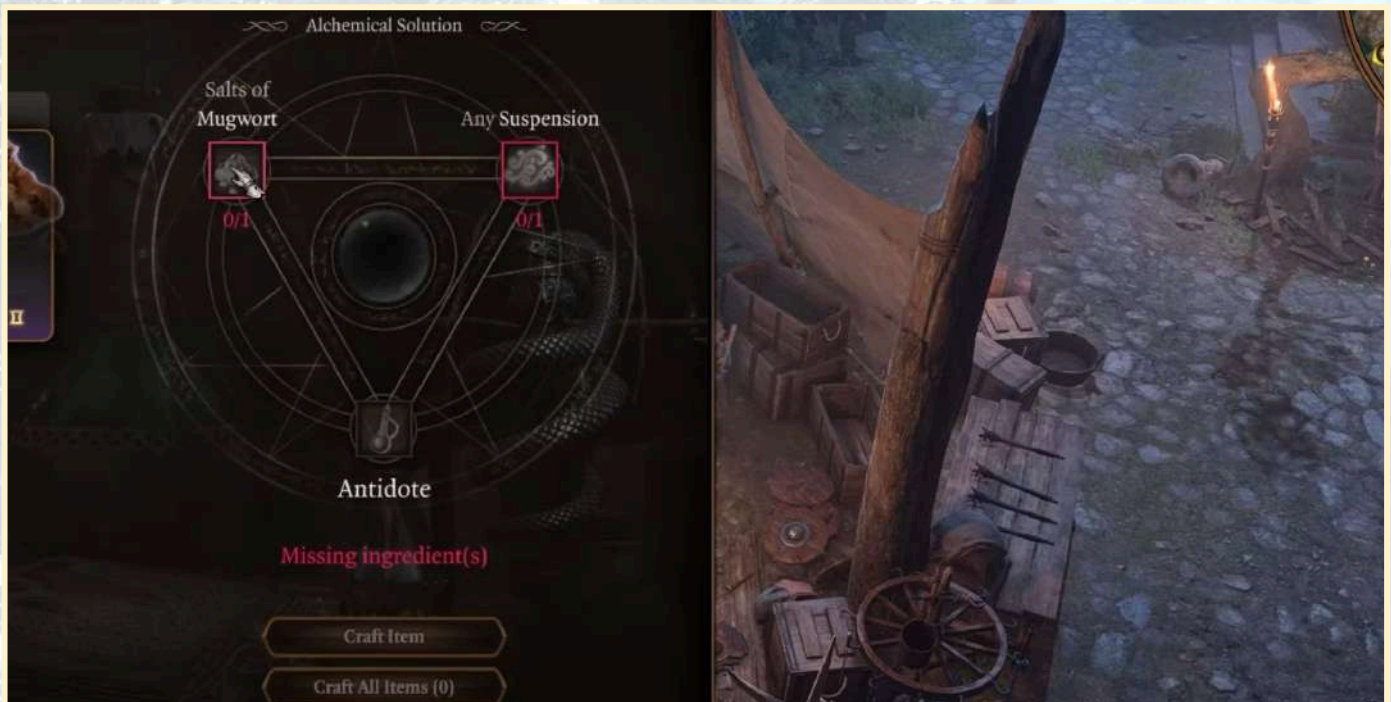 Alchemical Solution
Salts of
Mugwort
Any Suspension
0/1
0/1
II
Antidote
Missing ingredient(s)
Craft Item
Craft All Items (0)